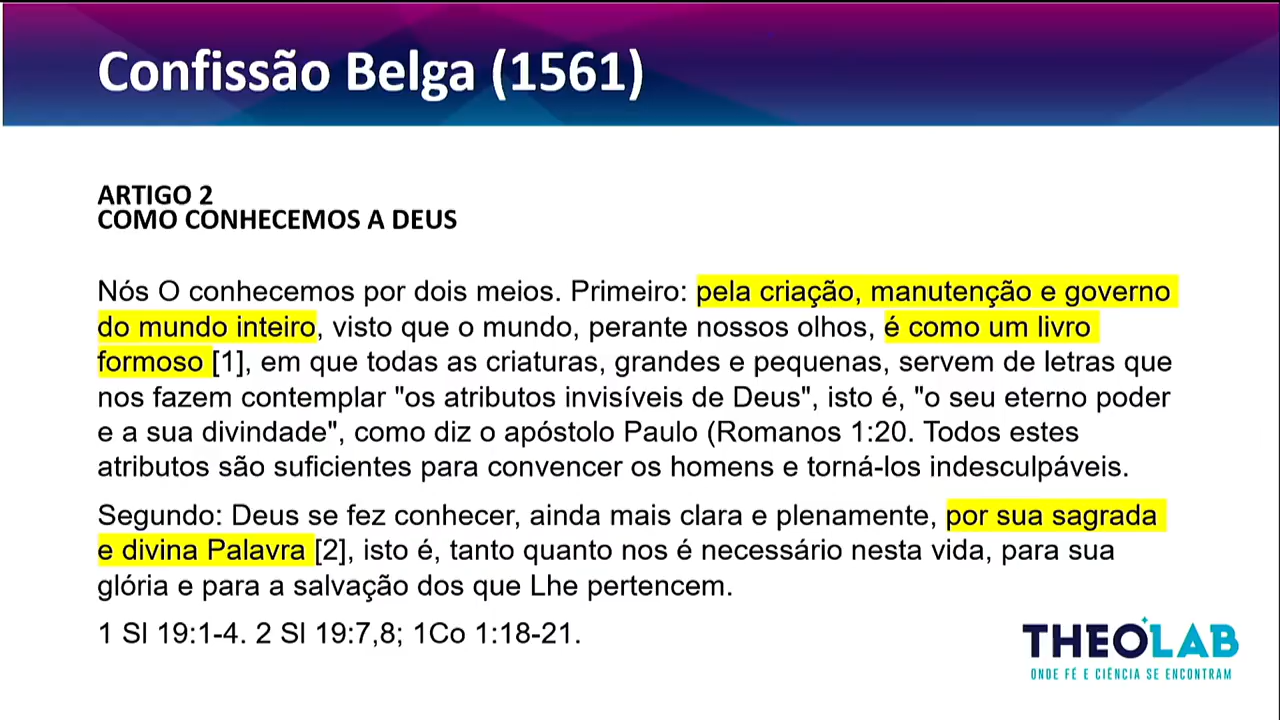 Confissão Belga (1561)
ARTIGO 2
COMO CONHECEMOS A DEUS
Nós O conhecemos por dois meios. Primeiro: pela criação, manutenção e governo
do mundo inteiro, visto que o mundo, perante nossos olhos, é como um livro
formoso [1], em que todas as criaturas, grandes e pequenas, servem de letras que
nos fazem contemplar "os atributos invisíveis de Deus", isto é, "o seu eterno poder
e a sua divindade", como diz o apóstolo Paulo (Romanos 1:20. Todos estes
atributos são suficientes para convencer os homens e torná-los indesculpáveis.
Segundo: Deus se fez conhecer, ainda mais clara e plenamente, por sua sagrada
e divina Palavra [2], isto é, tanto quanto nos é necessário nesta vida, para sua
glória e para a salvação dos que Lhe pertencem.
1 Sl 19:1-4. 2 Sl 19:7,8; 1Co 1:18-21.
THEOLAB
ONDE FÉ E CIÊNCIA SE ENCONTRAM